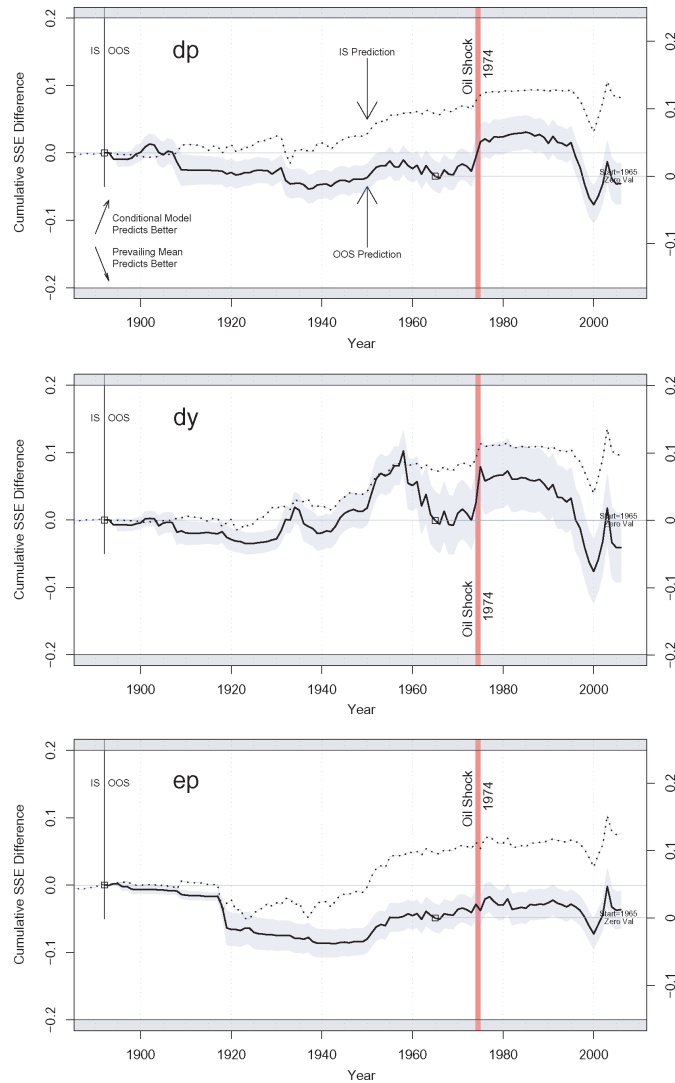 0.2
0.1
0.0
−0.1
−0.2
Cumulative SSE Difference
IS OOS
dp
IS Prediction
Oil Shock
1974
0.2
0.1
0
−0.1
Start=1965
Zero Val
Conditional Model
Predicts Better
Prevailing Mean
Predicts Better
OOS Prediction
1900 1920 1940 1960 1980 2000
Year
0.2
0.1
0.0
−0.1
−0.2
Cumulative SSE Difference
IS OOS
dy
0.2
0.1
0
−0.1
−0.2
Start=1965
Zero Val
Oil Shock
1974
1900 1920 1940 1960 1980 2000
Year
0.2
0.1
0.0
−0.1
−0.2
Cumulative SSE Difference
IS OOS
ep
Oil Shock
1974
0.2
0.1
0
−0.1
Start=1965
Zero Val
1900 1920 1940 1960 1980 2000
Year